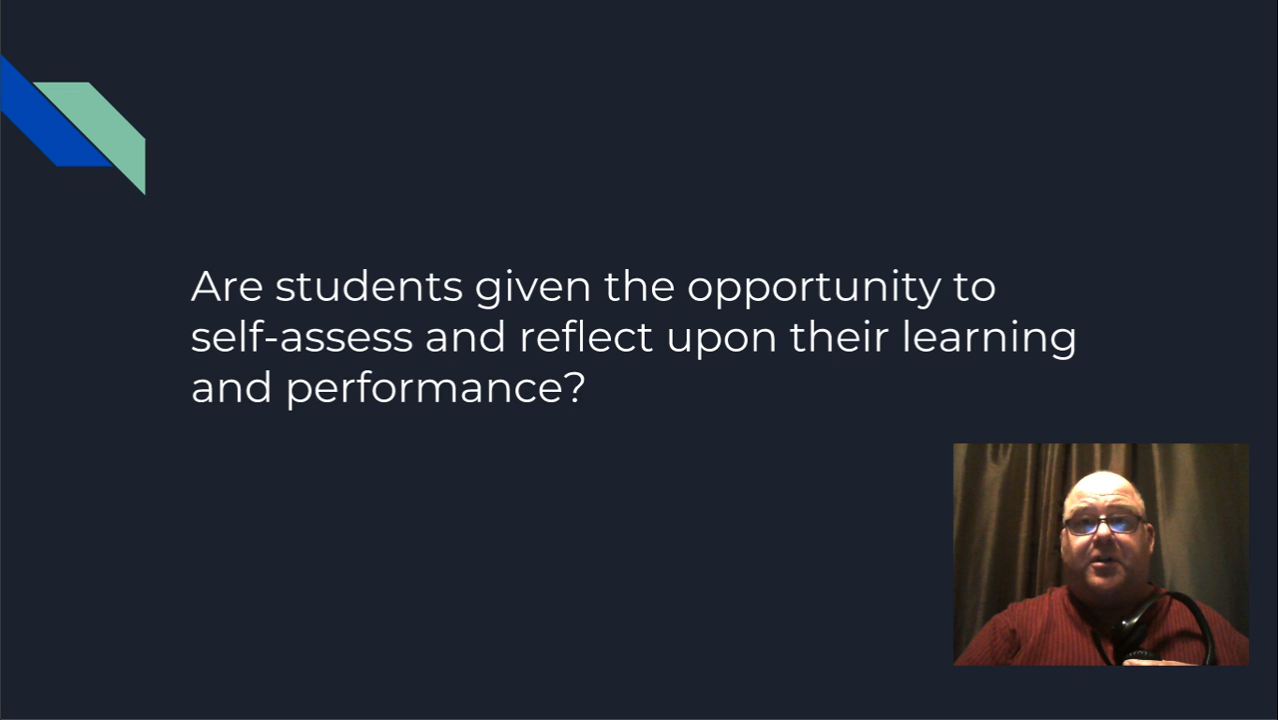 Are students given the opportunity to
self-assess and reflect upon their learning
and performance?